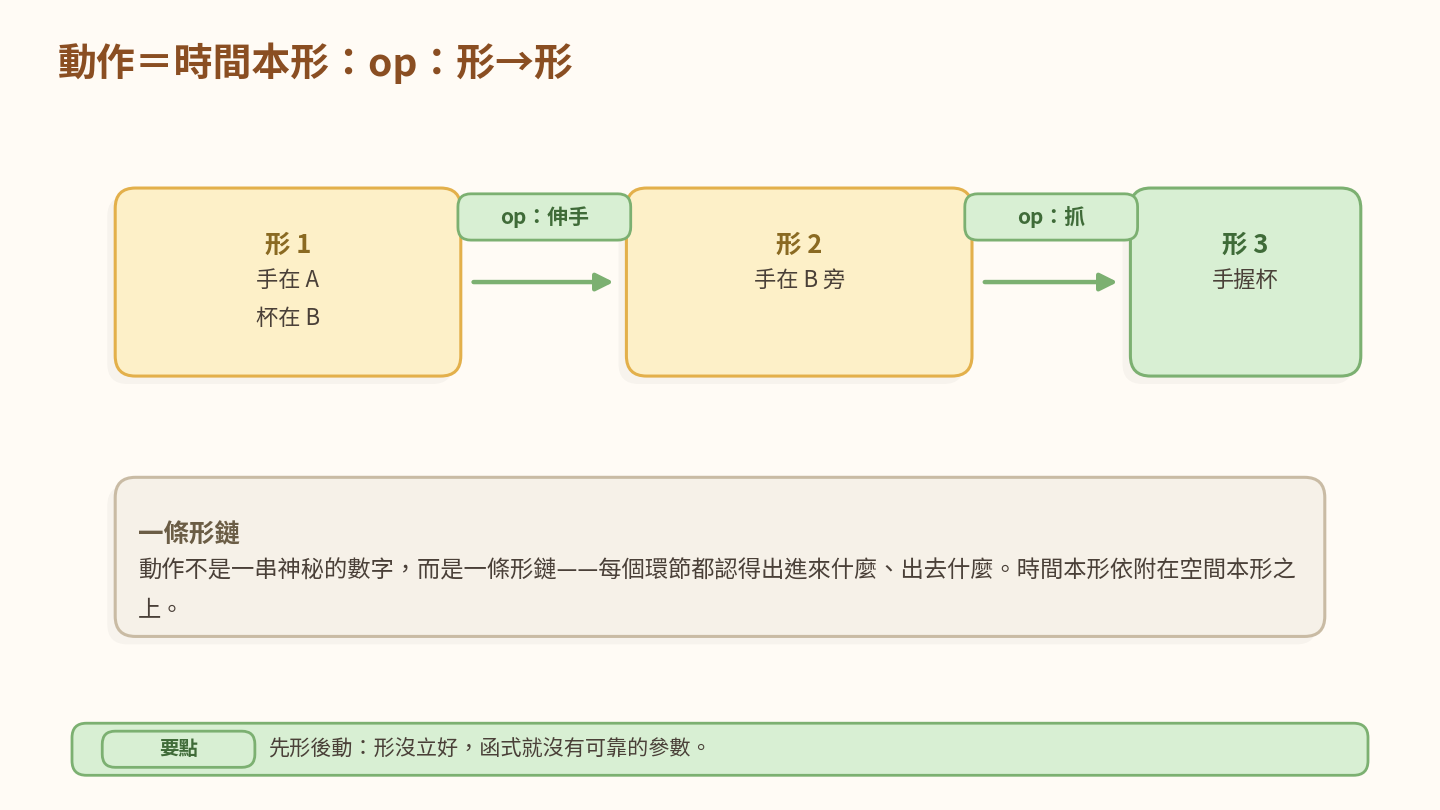 動作＝時間本形：op：形→形
形 1
手在 A
杯在 B
op：伸手
形 2
手在 B 旁
op：抓
形 3
手握杯
一條形鏈
動作不是一串神秘的數字，而是一條形鏈——每個環節都認得出進來什麼、出去什麼。時間本形依附在空間本形之
上。
要點
先形後動：形沒立好，函式就沒有可靠的參數。